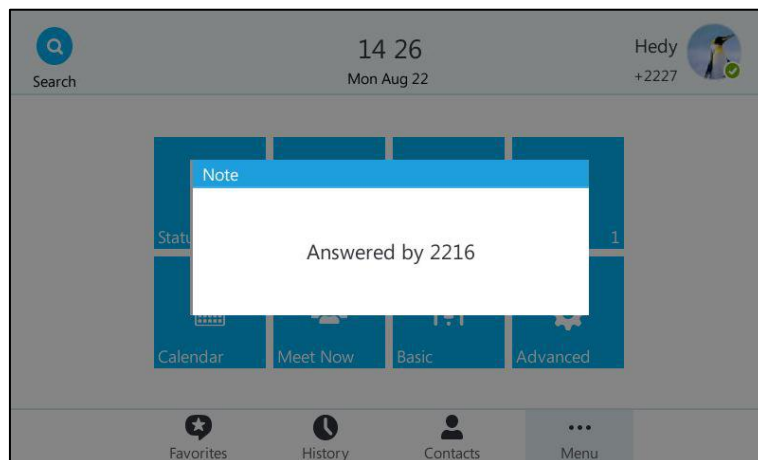 14 26
Hedy
Search
Mon Aug 22
+2227
Note
Answered by 2216
1
Calendar
Meet Now
Basic
Advanced
Favorites
History
Contacts
Menu